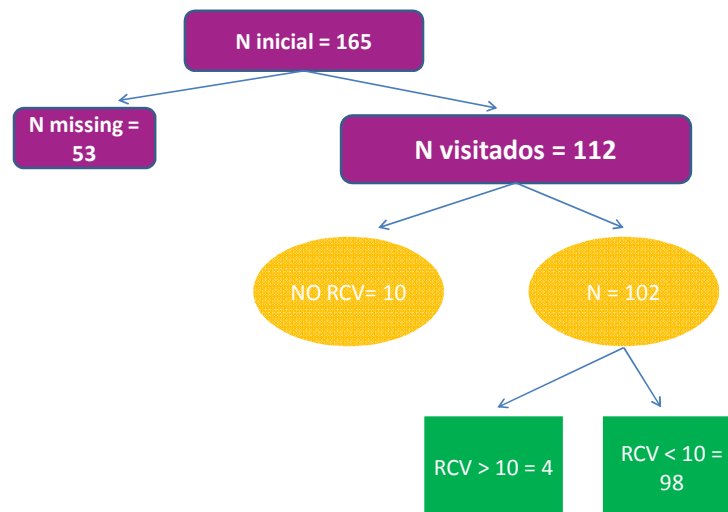 N inicial = 165
N missing =
53
N visitados = 112
NO RCV= 10
N = 102
RCV > 10 = 4
RCV < 10 =
98